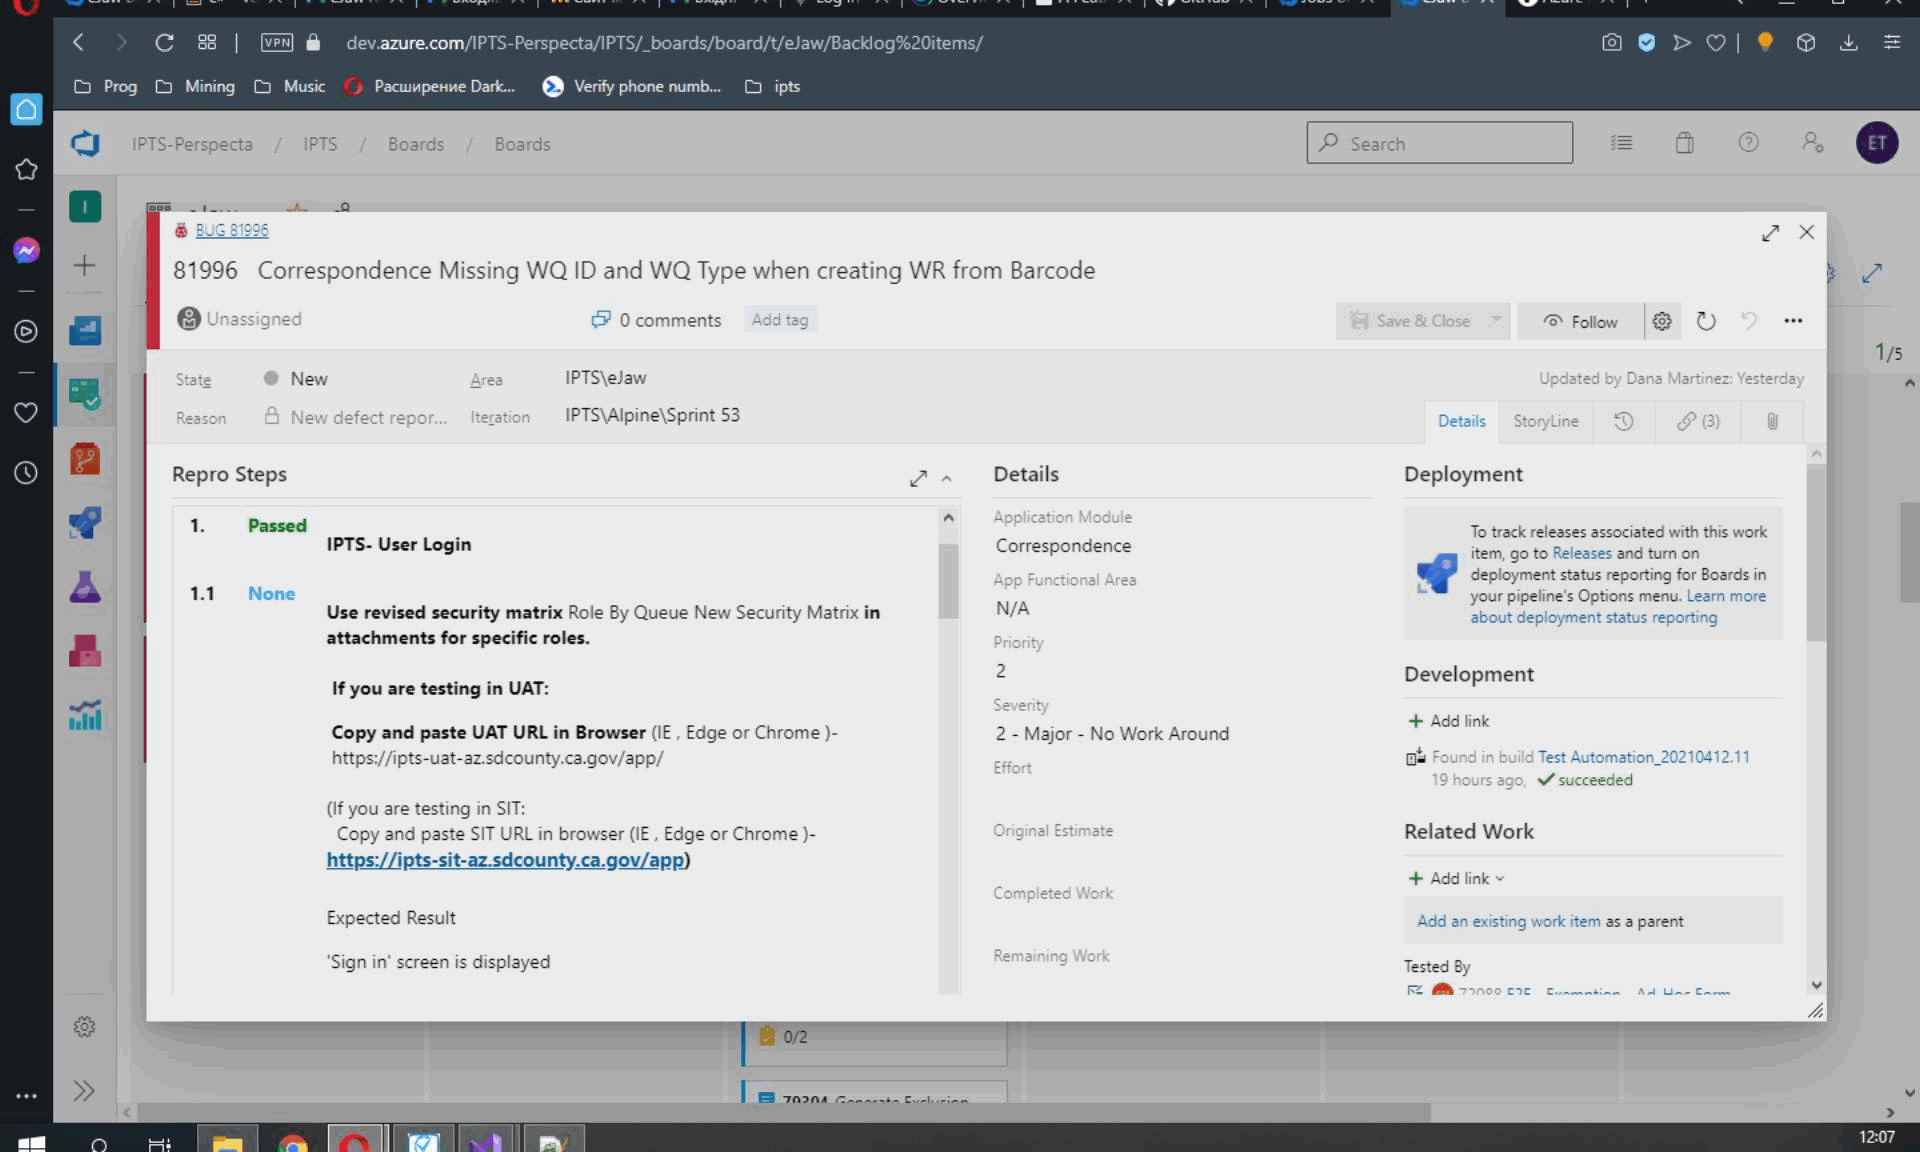 VPN dev.azure.com/IPTS-Perspecta/IPTS/_boards/board/t/eJaw/Backlog%20items/
Prog Mining Music Расширение Dark... Verify phone numb... ipts
IPTS-Perspecta / IPTS / Boards / Boards
Search
ET
I
BUG 81996
81996 Correspondence Missing WQ ID and WQ Type when creating WR from Barcode
Unassigned 0 comments Add tag
Save & Close Follow
1/5
State New Area IPTS\eJaw
Updated by Dana Martinez: Yesterday
Reason New defect repor... Iteration IPTS\Alpine\Sprint 53
Details StoryLine (3)
Repro Steps
1. Passed
IPTS- User Login
1.1 None
Use revised security matrix Role By Queue New Security Matrix in
attachments for specific roles.
If you are testing in UAT:
Copy and paste UAT URL in Browser (IE , Edge or Chrome )-
https://ipts-uat-az.sdcounty.ca.gov/app/
(If you are testing in SIT:
Copy and paste SIT URL in browser (IE , Edge or Chrome )-
https://ipts-sit-az.sdcounty.ca.gov/app)
Expected Result
'Sign in' screen is displayed
Details
Application Module
Correspondence
App Functional Area
N/A
Priority
2
Severity
2 - Major - No Work Around
Effort
Original Estimate
Completed Work
Remaining Work
Deployment
To track releases associated with this work
item, go to Releases and turn on
deployment status reporting for Boards in
your pipeline's Options menu. Learn more
about deployment status reporting
Development
Add link
Found in build Test Automation_20210412.11
19 hours ago, succeeded
Related Work
Add link
Add an existing work item as a parent
Tested By
72088 E2E - Exemption - Ad-Hoc Form
0/2
79304 Generate Exclusion
12:07